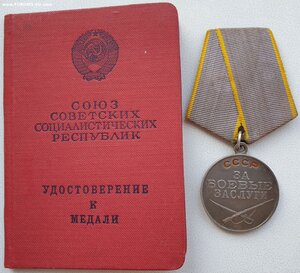 СОЮЗ
СОВЕТСКИХ
СОЦИАЛИСТИЧЕСКИХ
РЕСПУБЛИК
УДОСТОВЕРЕНИЕ
К
МЕДАЛИ
СССР
ЗА
БОЕВЫЕ
ЗАСЛУГИ